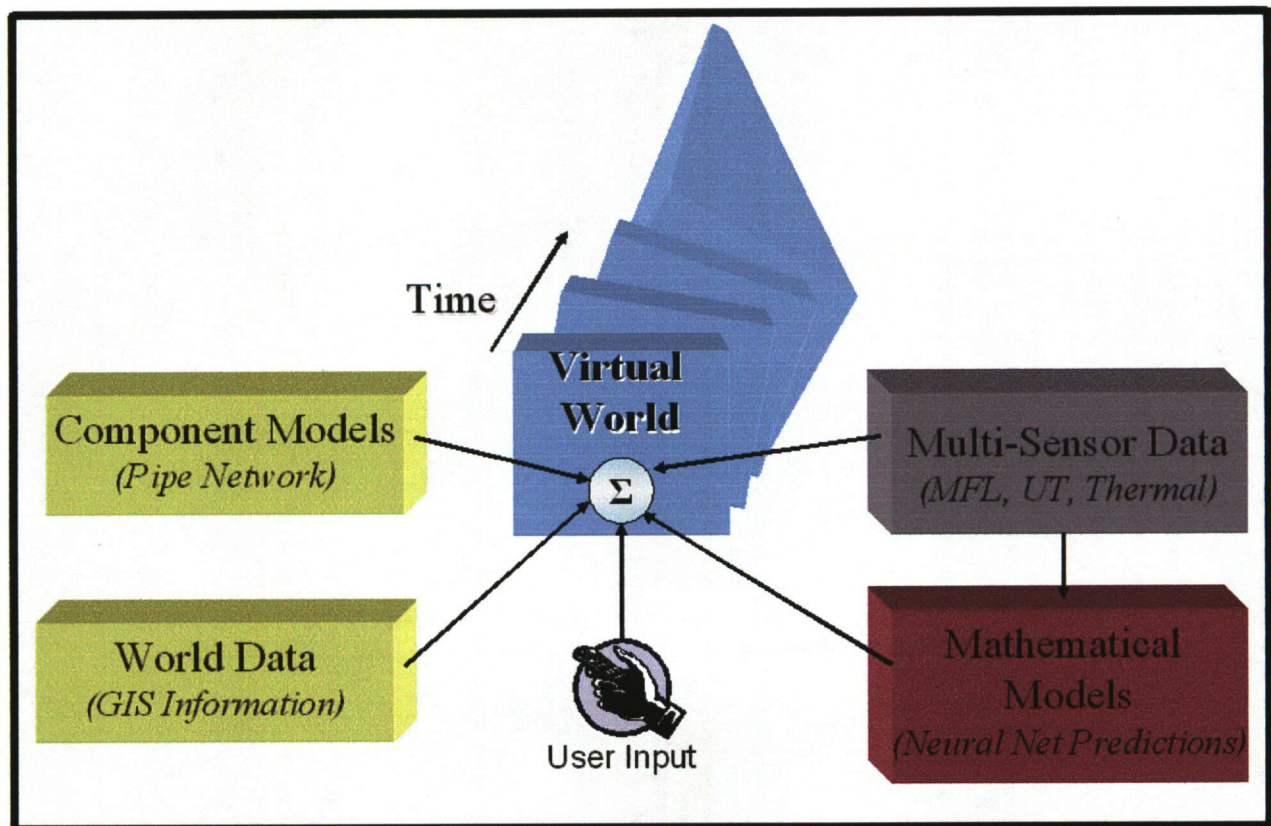 Time
Virtual
World
Component Models
(Pipe Network)
Σ
Multi-Sensor Data
(MFL, UT, Thermal)
World Data
(GIS Information)
User Input
Mathematical
Models
(Neural Net Predictions)